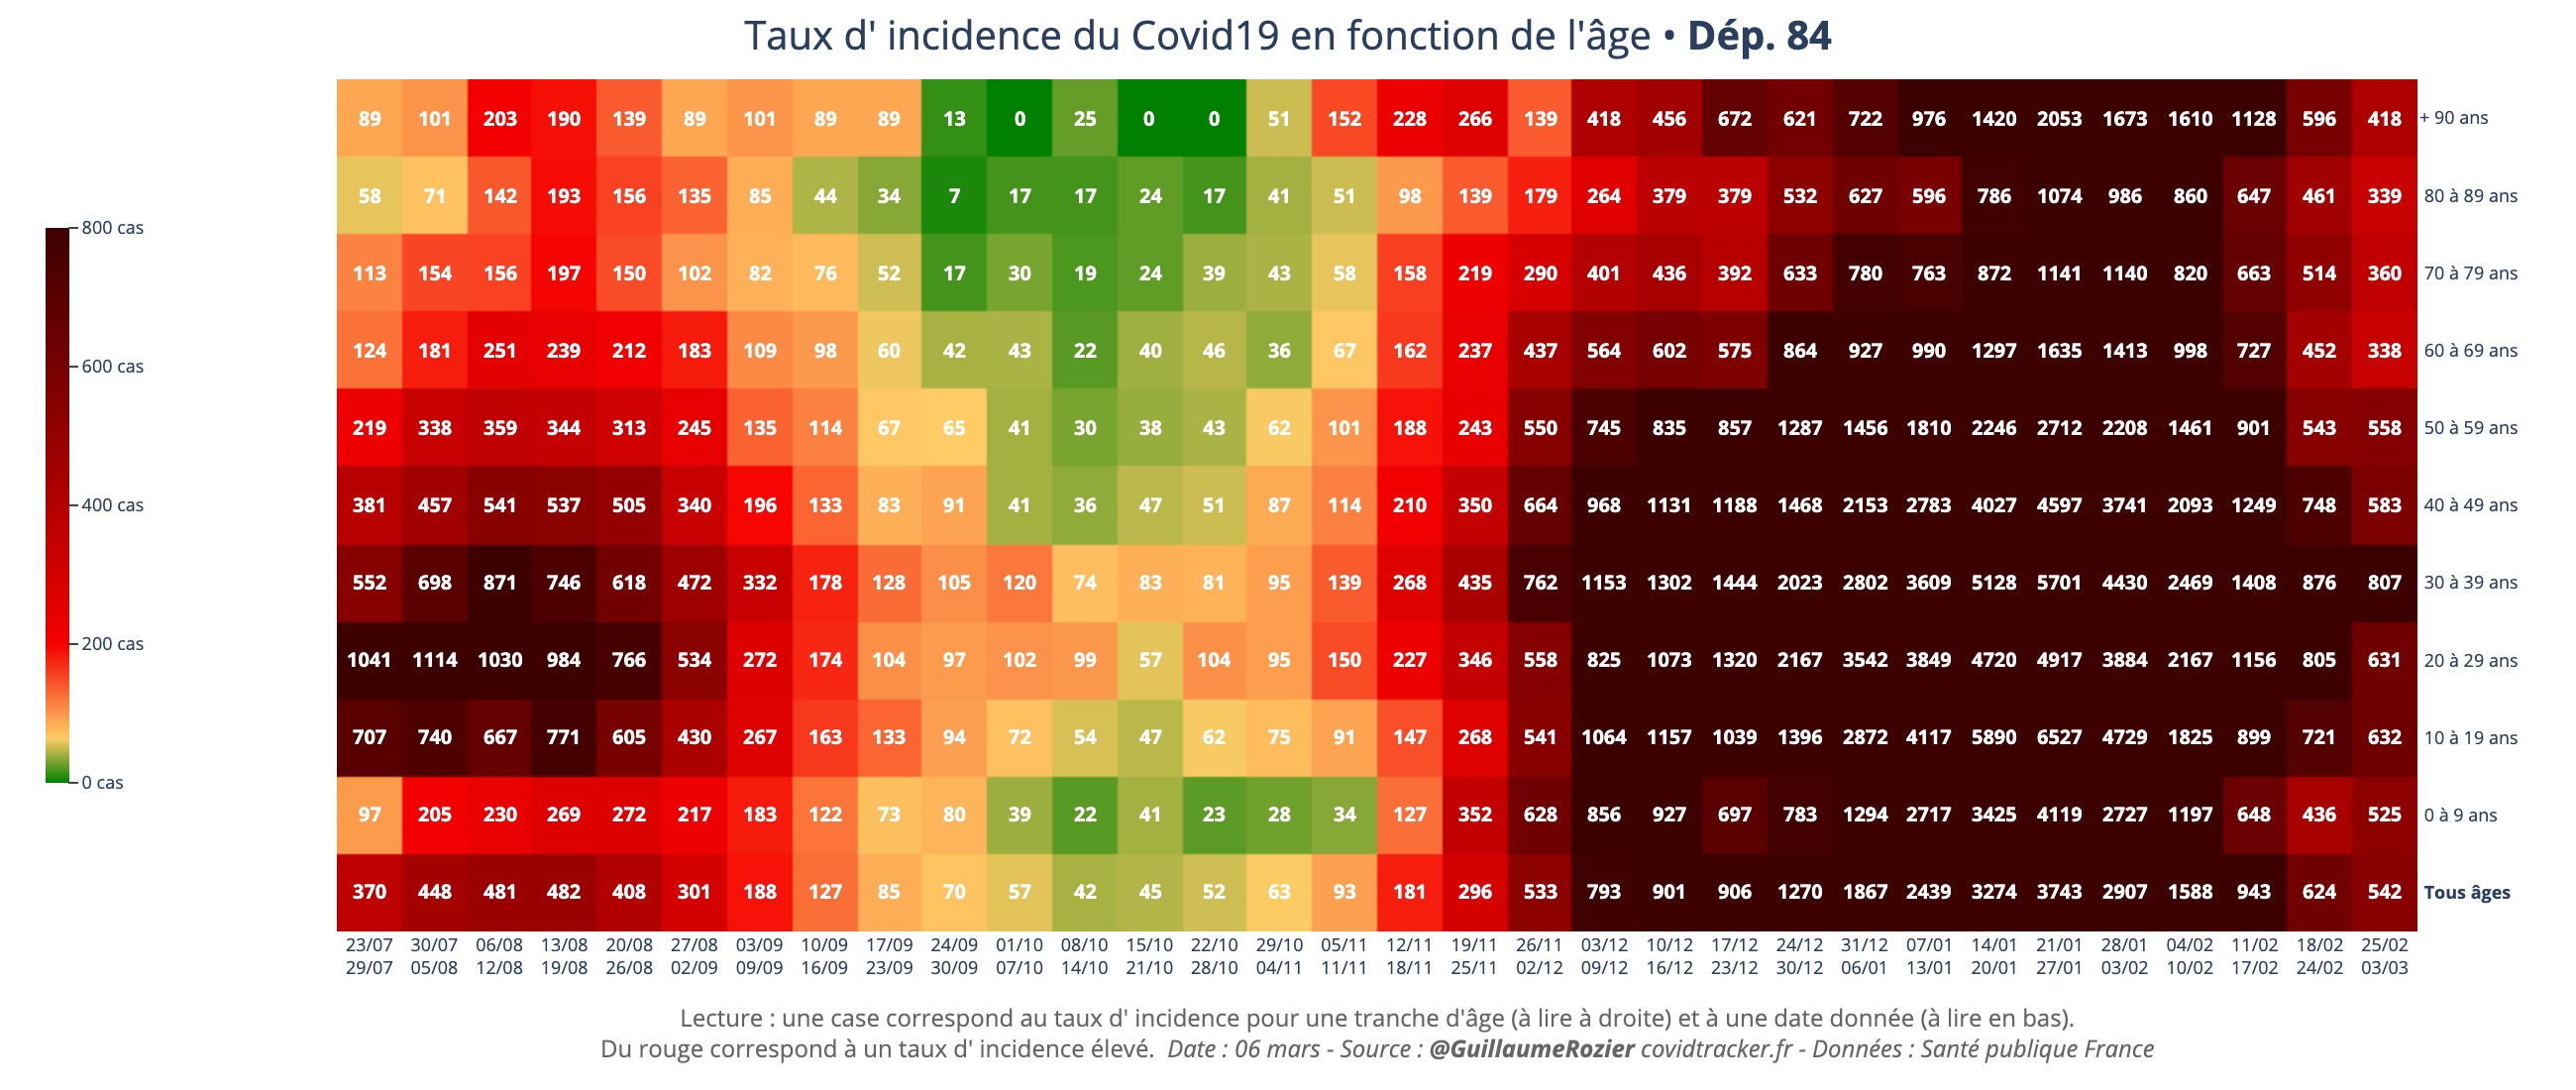 Taux d' incidence du Covid19 en fonction de l'âge • Dép. 84
89 101 203 190 139 89 101 89 89 13 0 25 0 0 51 152 228 266 139 418 456 672 621 722 976 1420 2053 1673 1610 1128 596 418 + 90 ans
58 71 142 193 156 135 85 44 34 7 17 17 24 17 41 51 98 139 179 264 379 379 532 627 596 786 1074 986 860 647 461 339 80 à 89 ans
800 cas
113 154 156 197 150 102 82 76 52 17 30 19 24 39 43 58 158 219 290 401 436 392 633 780 763 872 1141 1140 820 663 514 360 70 à 79 ans
124 181 251 239 212 183 109 98 60 42 43 22 40 46 36 67 162 237 437 564 602 575 864 927 990 1297 1635 1413 998 727 452 338 60 à 69 ans
600 cas
219 338 359 344 313 245 135 114 67 65 41 30 38 43 62 101 188 243 550 745 835 857 1287 1456 1810 2246 2712 2208 1461 901 543 558 50 à 59 ans
400 cas
381 457 541 537 505 340 196 133 83 91 41 36 47 51 87 114 210 350 664 968 1131 1188 1468 2153 2783 4027 4597 3741 2093 1249 748 583 40 à 49 ans
552 698 871 746 618 472 332 178 128 105 120 74 83 81 95 139 268 435 762 1153 1302 1444 2023 2802 3609 5128 5701 4430 2469 1408 876 807 30 à 39 ans
200 cas
1041 1114 1030 984 766 534 272 174 104 97 102 99 57 104 95 150 227 346 558 825 1073 1320 2167 3542 3849 4720 4917 3884 2167 1156 805 631 20 à 29 ans
707 740 667 771 605 430 267 163 133 94 72 54 47 62 75 91 147 268 541 1064 1157 1039 1396 2872 4117 5890 6527 4729 1825 899 721 632 10 à 19 ans
0 cas
97 205 230 269 272 217 183 122 73 80 39 22 41 23 28 34 127 352 628 856 927 697 783 1294 2717 3425 4119 2727 1197 648 436 525 0 à 9 ans
370 448 481 482 408 301 188 127 85 70 57 42 45 52 63 93 181 296 533 793 901 906 1270 1867 2439 3274 3743 2907 1588 943 624 542 Tous âges
23/07 30/07 06/08 13/08 20/08 27/08 03/09 10/09 17/09 24/09 01/10 08/10 15/10 22/10 29/10 05/11 12/11 19/11 26/11 03/12 10/12 17/12 24/12 31/12 07/01 14/01 21/01 28/01 04/02 11/02 18/02 25/02
29/07 05/08 12/08 19/08 26/08 02/09 09/09 16/09 23/09 30/09 07/10 14/10 21/10 28/10 04/11 11/11 18/11 25/11 02/12 09/12 16/12 23/12 30/12 06/01 13/01 20/01 27/01 03/02 10/02 17/02 24/02 03/03
Lecture : une case correspond au taux d' incidence pour une tranche d'âge (à lire à droite) et à une date donnée (à lire en bas).
Du rouge correspond à un taux d' incidence élevé. Date : 06 mars - Source : @GuillaumeRozier covidtracker.fr - Données : Santé publique France